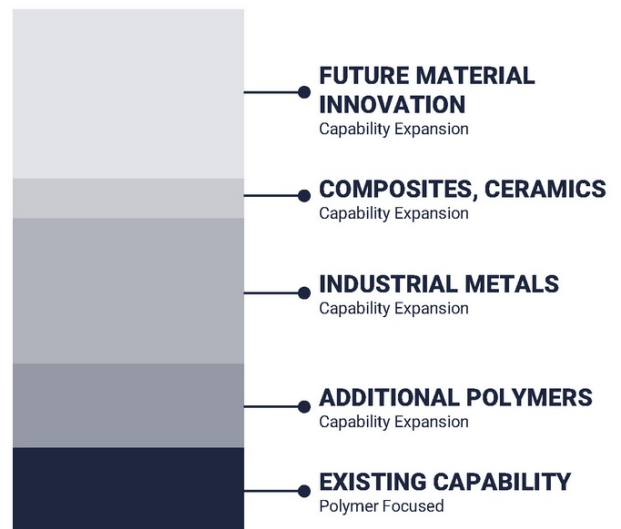 FUTURE MATERIAL
INNOVATION
Capability Expansion
COMPOSITES, CERAMICS
Capability Expansion
INDUSTRIAL METALS
Capability Expansion
ADDITIONAL POLYMERS
Capability Expansion
EXISTING CAPABILITY
Polymer Focused